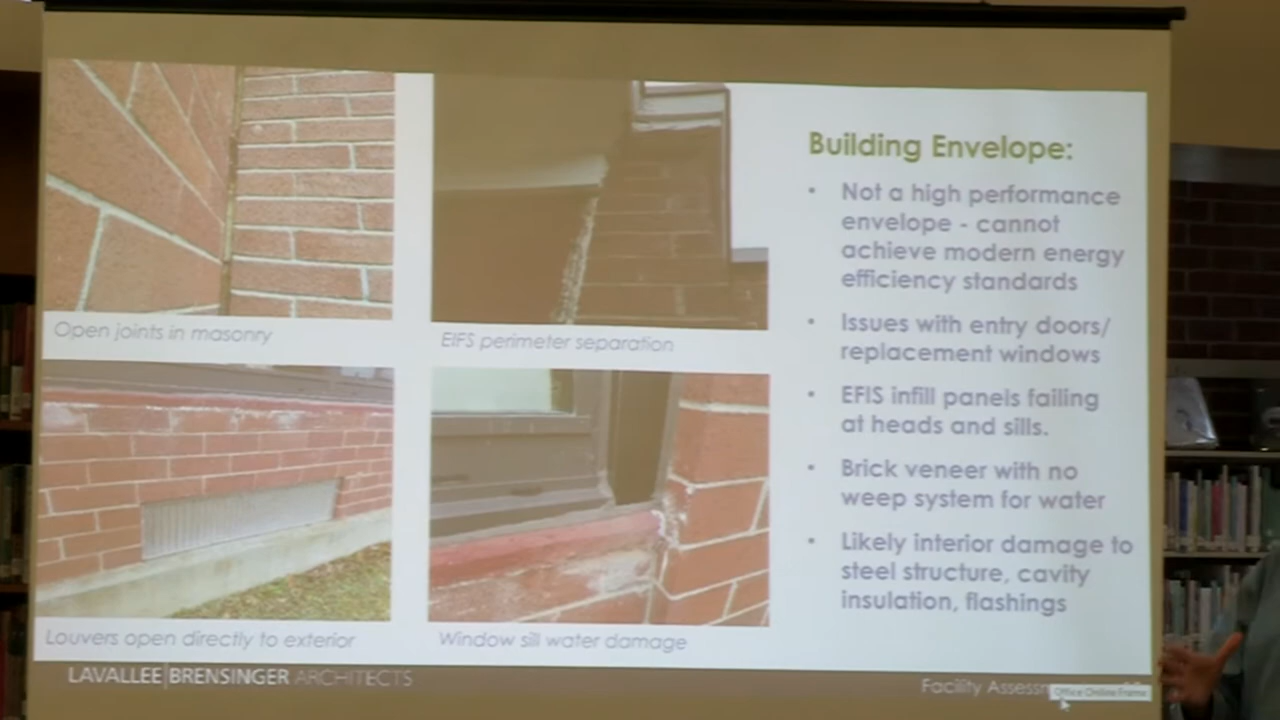 Building Envelope:
• Not a high performance
envelope - cannot
achieve modern energy
efficiency standards
• Issues with entry doors/
replacement windows
• EFIS infill panels failing
at heads and sills.
• Brick veneer with no
weep system for water
• Likely interior damage to
steel structure, cavity
insulation, flashings
Open joints in masonry
EIFS perimeter separation
Louvers open directly to exterior
Window sill water damage
LAVALLEE|BRENSINGER ARCHITECTS
Facility
Office Online Frame